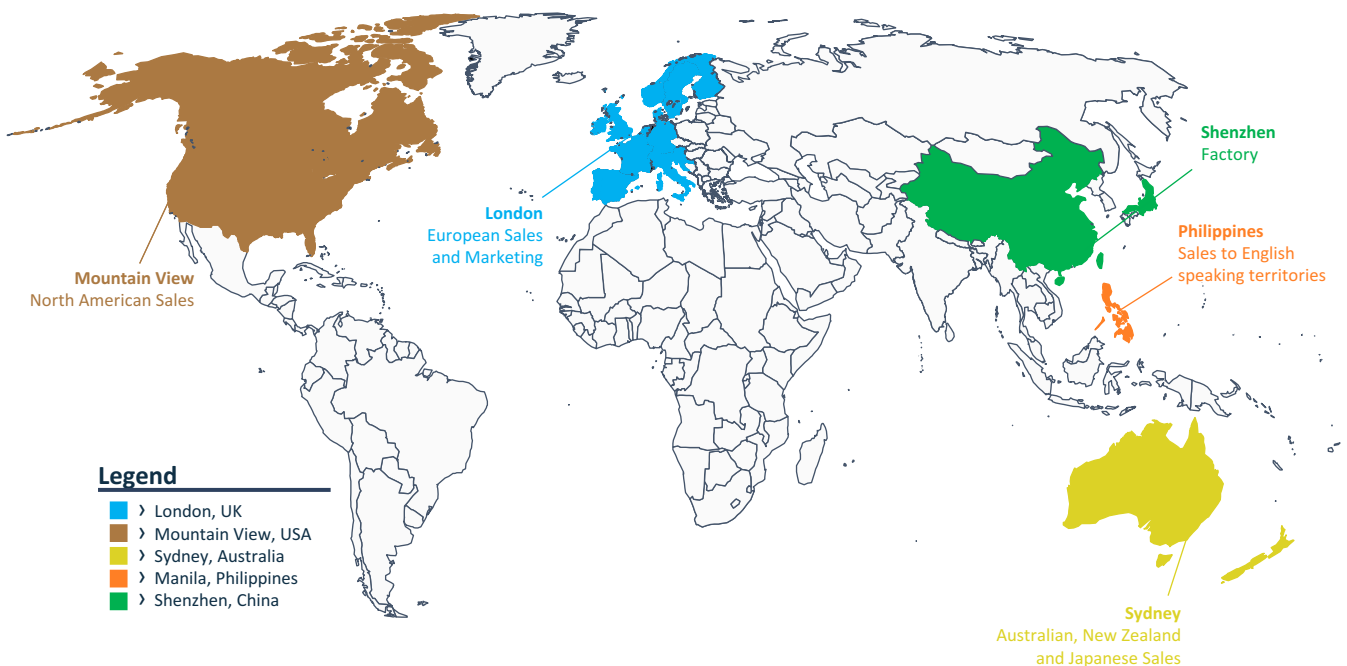 Shenzhen
Factory
London
European Sales
and Marketing
Philippines
Sales to English
speaking territories
Mountain View
North American Sales
Legend
› London, UK
› Mountain View, USA
› Sydney, Australia
› Manila, Philippines
› Shenzhen, China
Sydney
Australian, New Zealand
and Japanese Sales